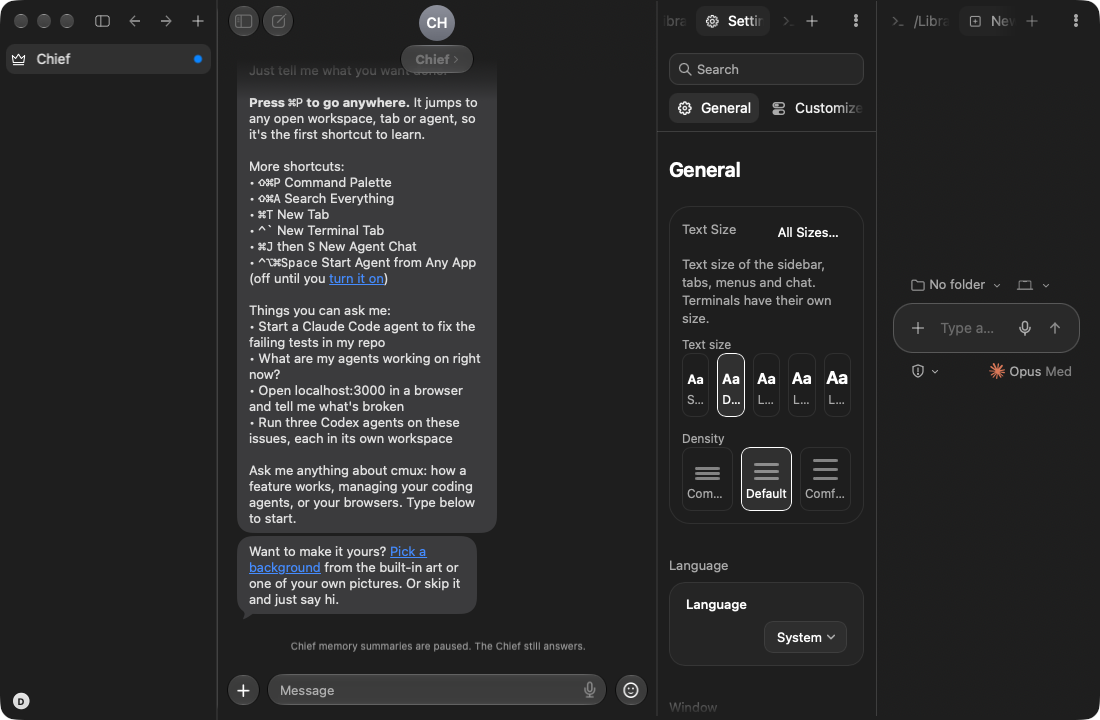 Chief
CH
Chief ›
Just tell me what you want done.
Press ⌘P to go anywhere. It jumps to
any open workspace, tab or agent, so
it's the first shortcut to learn.
More shortcuts:
• ⇧⌘P Command Palette
• ⇧⌘A Search Everything
• ⌘T New Tab
• ^` New Terminal Tab
• ⌘J then S New Agent Chat
• ^⌥⌘Space Start Agent from Any App
(off until you turn it on)
Things you can ask me:
• Start a Claude Code agent to fix the
failing tests in my repo
• What are my agents working on right
now?
• Open localhost:3000 in a browser
and tell me what's broken
• Run three Codex agents on these
issues, each in its own workspace
Ask me anything about cmux: how a
feature works, managing your coding
agents, or your browsers. Type below
to start.
Want to make it yours? Pick a
background from the built-in art or
one of your own pictures. Or skip it
and just say hi.
Chief memory summaries are paused. The Chief still answers.
Message
D
Settir
Search
General
Customize
General
Text Size
All Sizes...
Text size of the sidebar,
tabs, menus and chat.
Terminals have their own
size.
Text size
Aa Aa Aa Aa Aa
S... D... L... L... L...
Density
Com... Default Comf...
Language
Language
System
Window
/Libra
New
No folder
Type a...
Opus Med